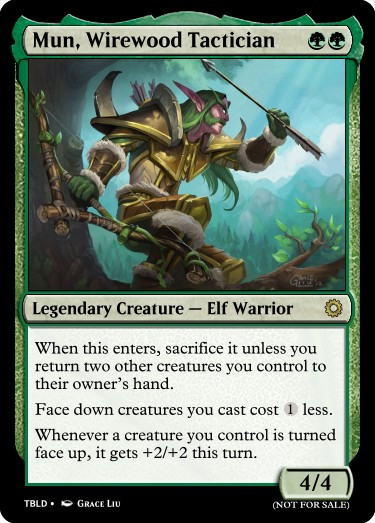 Mun, Wirewood Tactician
Legendary Creature — Elf Warrior
When this enters, sacrifice it unless you
return two other creatures you control to
their owner's hand.
Face down creatures you cast cost 1 less.
Whenever a creature you control is turned
face up, it gets +2/+2 this turn.
4/4
TBLD • Grace Liu
(NOT FOR SALE)